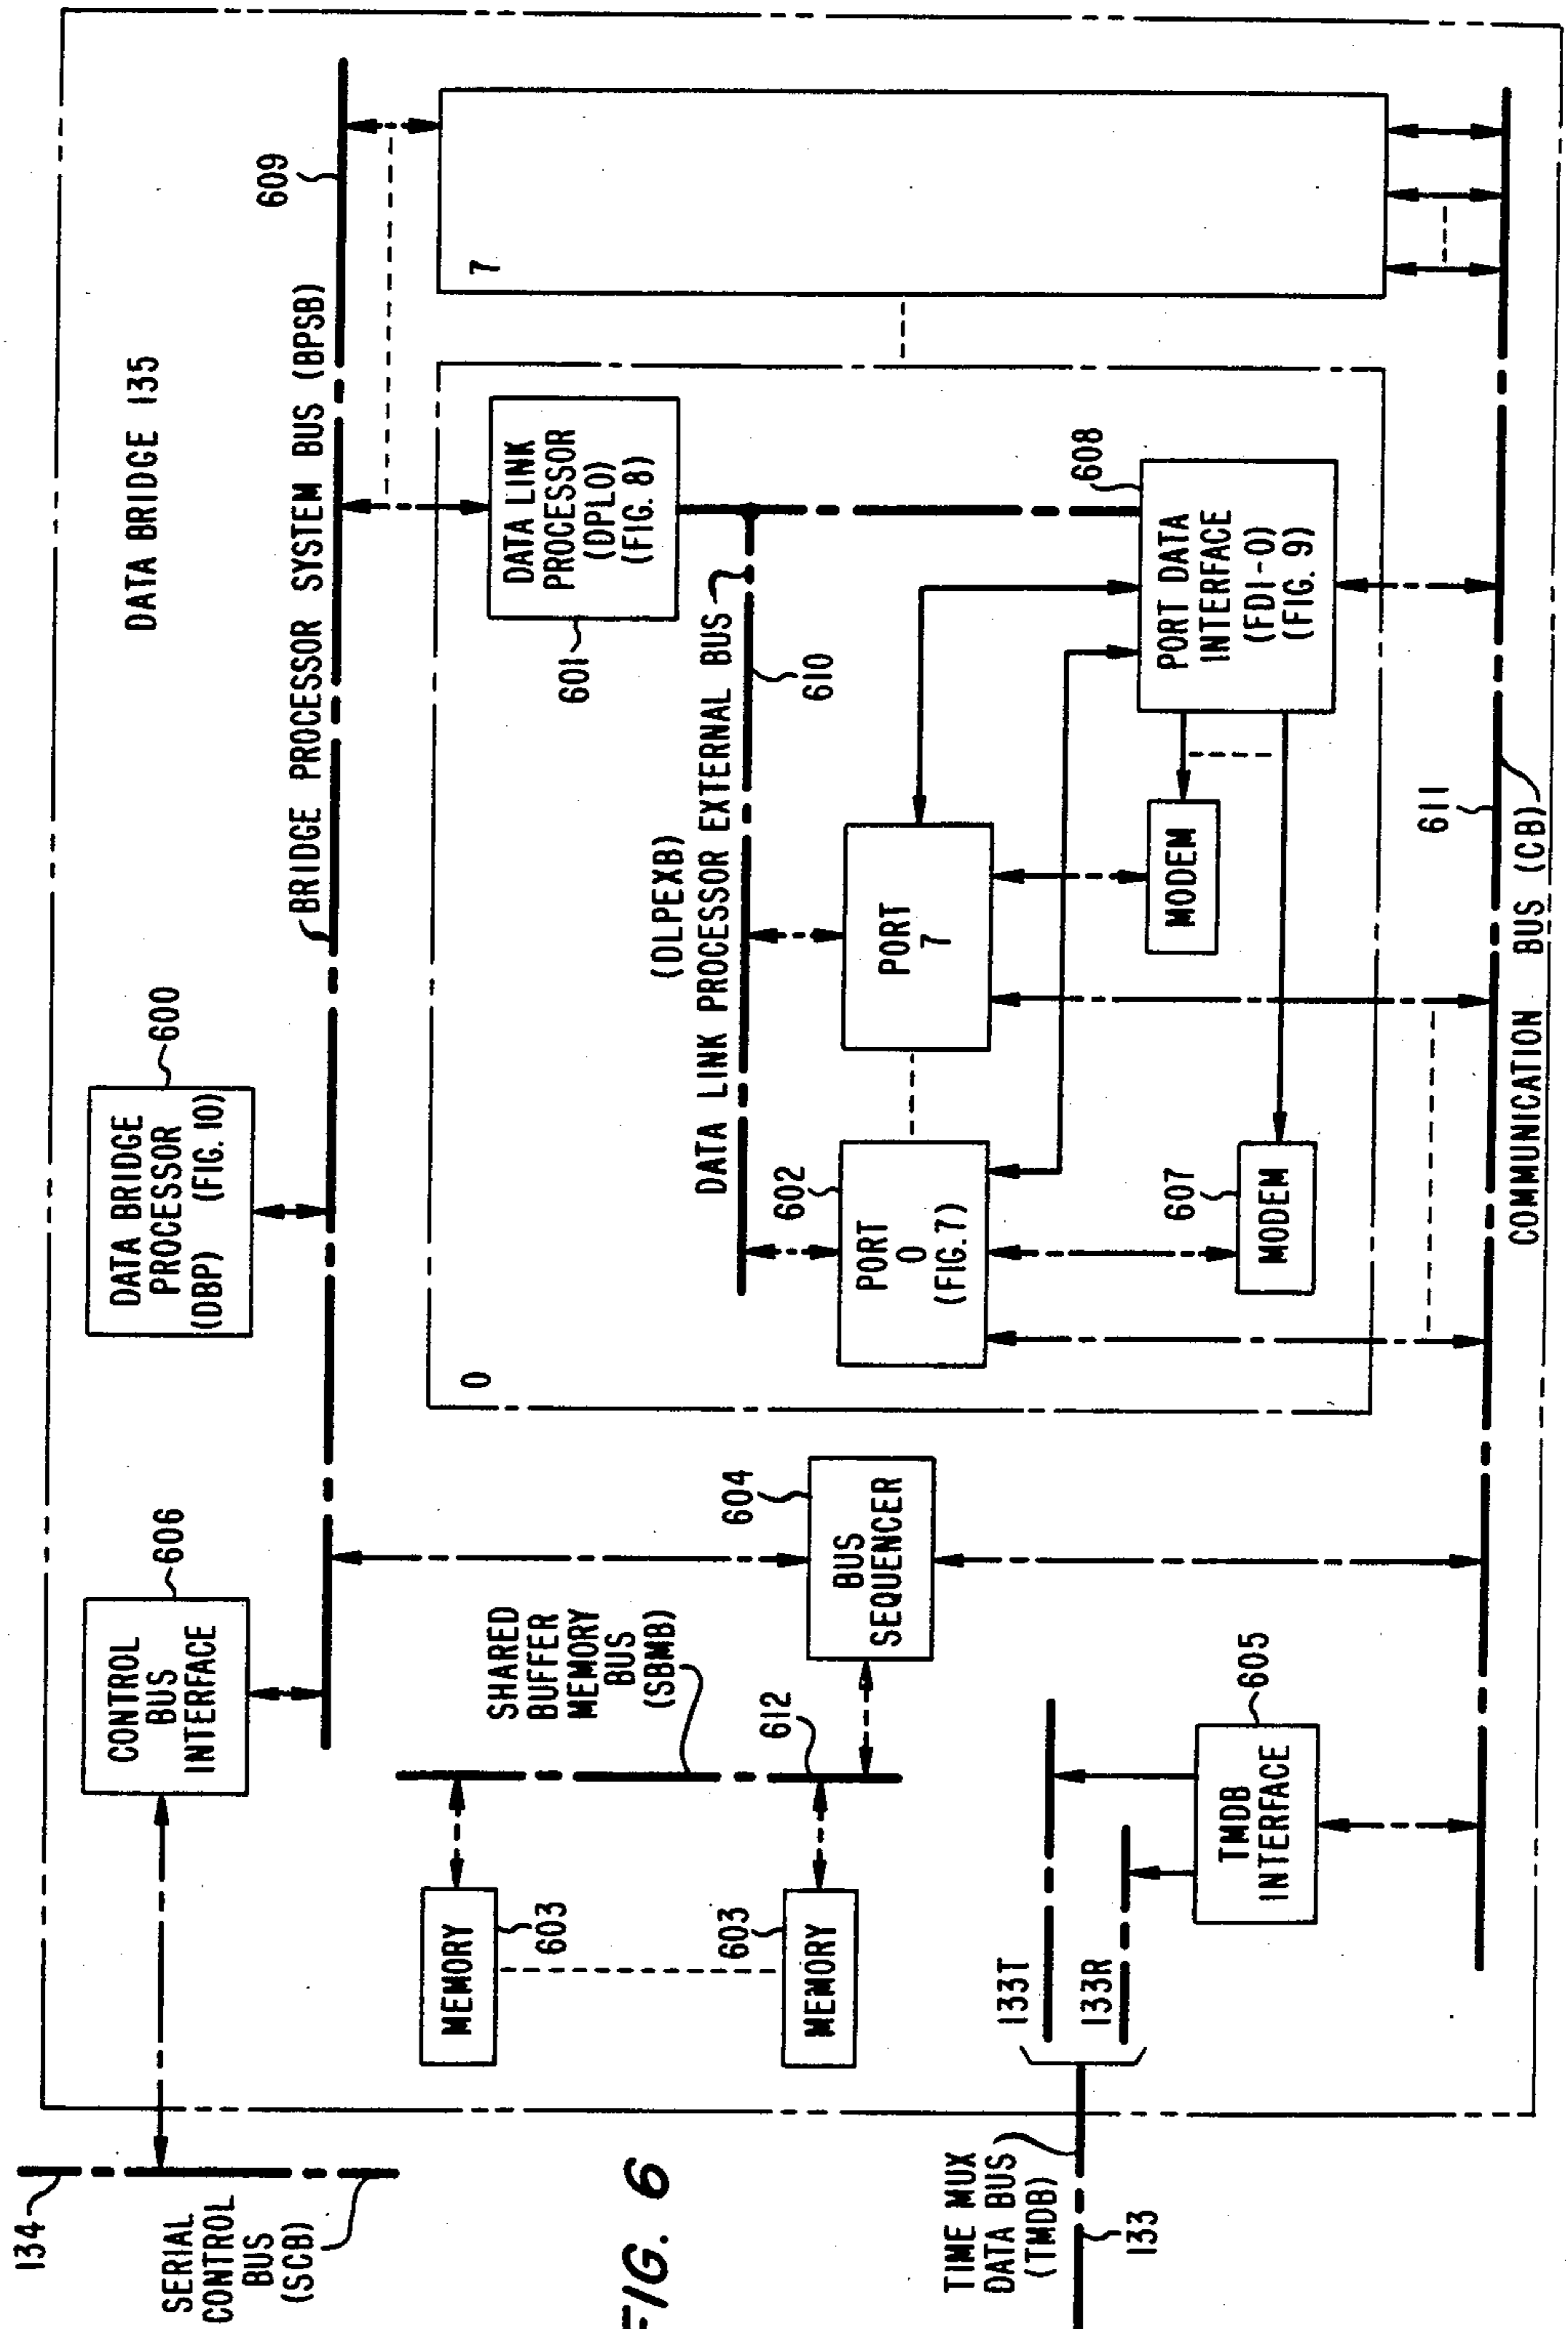 FIG. 6
DATA BRIDGE 135
134
SERIAL
CONTROL
BUS
(SCB)
CONTROL
BUS
INTERFACE
606
DATA BRIDGE
PROCESSOR
(DBP) (FIG. 10)
600
BRIDGE PROCESSOR SYSTEM BUS (BPSB)
609
MEMORY
603
MEMORY
603
SHARED
BUFFER
MEMORY
BUS
(SBMB)
612
BUS
SEQUENCER
604
0
DATA LINK
PROCESSOR
(DPL0)
(FIG. 8)
601
(DLPEXB)
DATA LINK PROCESSOR EXTERNAL BUS
610
PORT
0
(FIG. 7)
602
PORT
7
MODEM
607
MODEM
PORT DATA
INTERFACE
(FDI-0)
(FIG. 9)
608
7
TIME MUX
DATA BUS
(TMDB)
133
133T
133R
TMDB
INTERFACE
605
611
COMMUNICATION BUS (CB)